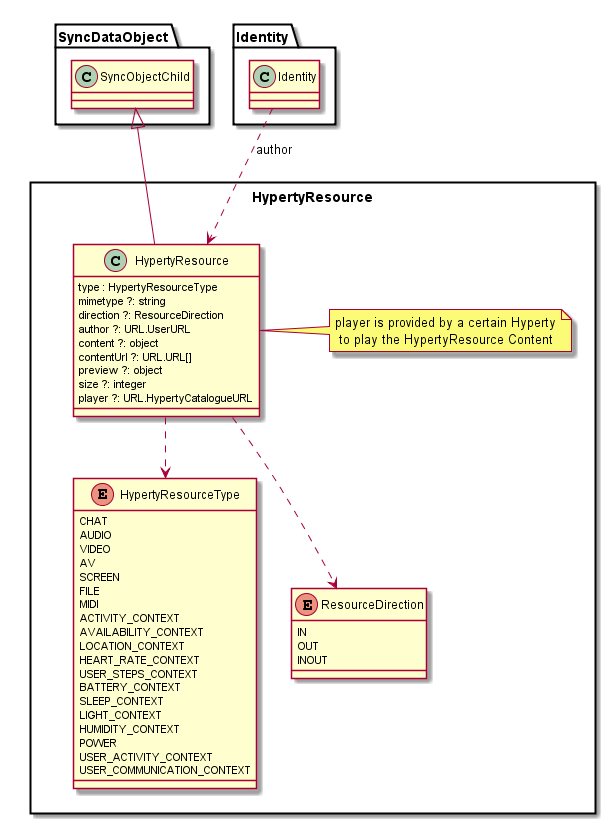 SyncDataObject
C SyncObjectChild
Identity
C Identity
author
HypertyResource
C HypertyResource
type : HypertyResourceType
mimetype ?: string
direction ?: ResourceDirection
author ?: URL.UserURL
content ?: object
contentUrl ?: URL.URL[]
preview ?: object
size ?: integer
player ?: URL.HypertyCatalogueURL
player is provided by a certain Hyperty
to play the HypertyResource Content
E HypertyResourceType
CHAT
AUDIO
VIDEO
AV
SCREEN
FILE
MIDI
ACTIVITY_CONTEXT
AVAILABILITY_CONTEXT
LOCATION_CONTEXT
HEART_RATE_CONTEXT
USER_STEPS_CONTEXT
BATTERY_CONTEXT
SLEEP_CONTEXT
LIGHT_CONTEXT
HUMIDITY_CONTEXT
POWER
USER_ACTIVITY_CONTEXT
USER_COMMUNICATION_CONTEXT
E ResourceDirection
IN
OUT
INOUT